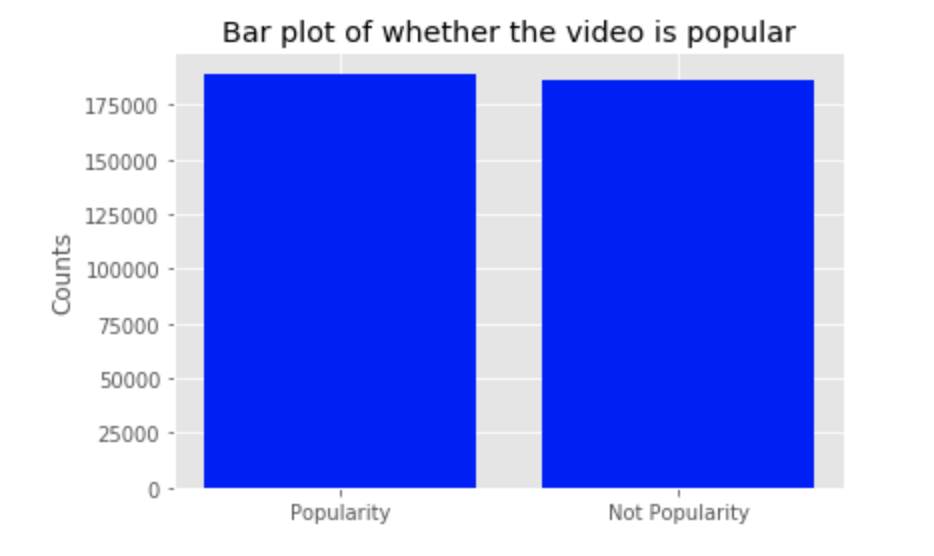 Bar plot of whether the video is popular
Counts
175000
150000
125000
100000
75000
50000
25000
0
Popularity
Not Popularity